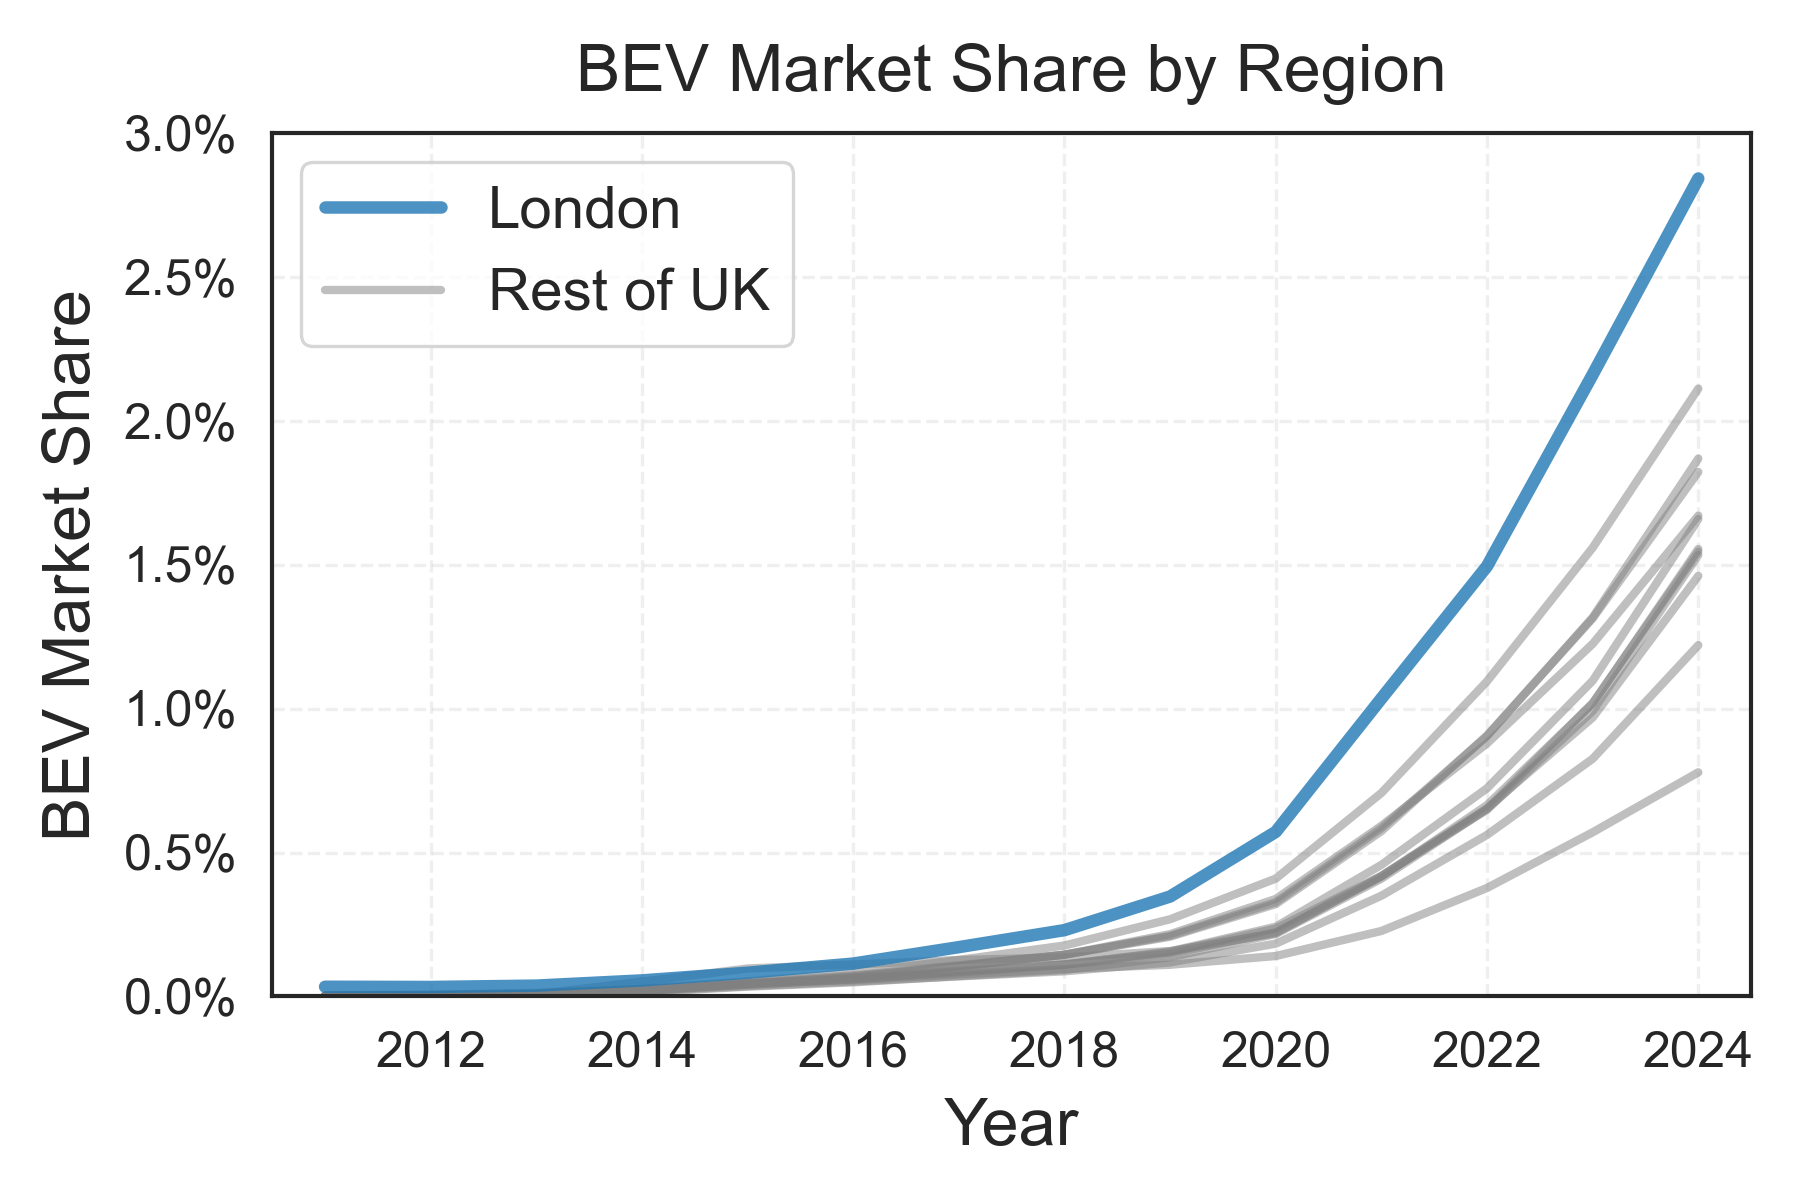 BEV Market Share by Region
3.0%
2.5%
2.0%
1.5%
1.0%
0.5%
0.0%
BEV Market Share
London
Rest of UK
2012
2014
2016
2018
2020
2022
2024
Year